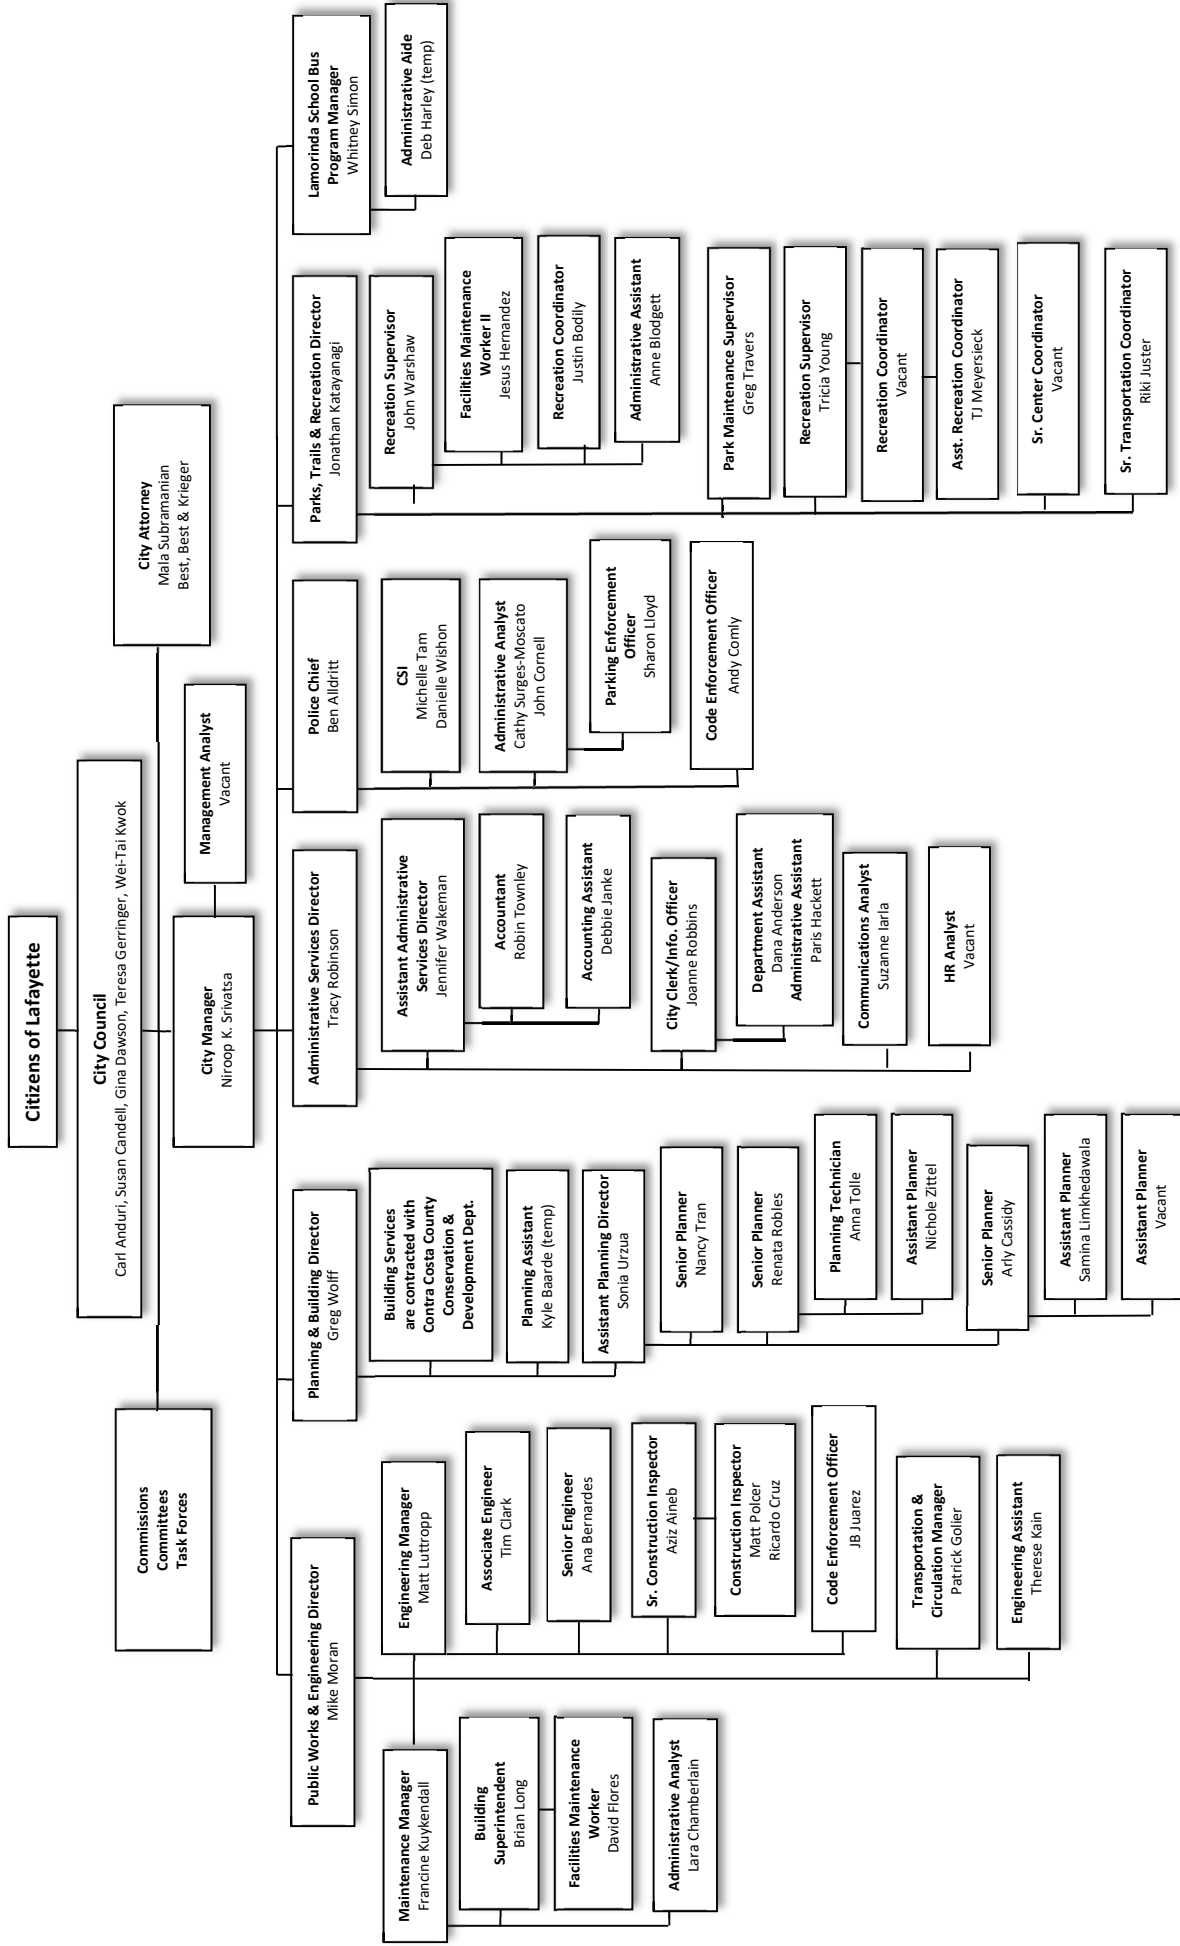 Citizens of Lafayette
City Council
Carl Anduri, Susan Candell, Gina Dawson, Teresa Gerringer, Wei-Tai Kwok
Commissions
Committees
Task Forces
City Attorney
Mala Subramanian
Best, Best & Krieger
City Manager
Niroop K. Srivatsa
Management Analyst
Vacant
Public Works & Engineering Director
Mike Moran
Maintenance Manager
Francine Kuykendall
Building
Superintendent
Brian Long
Facilities Maintenance
Worker
David Flores
Administrative Analyst
Lara Chamberlain
Engineering Manager
Matt Luttropp
Associate Engineer
Tim Clark
Senior Engineer
Ana Bernardes
Sr. Construction Inspector
Aziz Aineb
Construction Inspector
Matt Polcer
Ricardo Cruz
Code Enforcement Officer
JB Juarez
Transportation &
Circulation Manager
Patrick Golier
Engineering Assistant
Therese Kain
Planning & Building Director
Greg Wolff
Building Services
are contracted with
Contra Costa County
Conservation &
Development Dept.
Planning Assistant
Kyle Baarde (temp)
Assistant Planning Director
Sonia Urzua
Senior Planner
Nancy Tran
Senior Planner
Renata Robles
Planning Technician
Anna Tolle
Assistant Planner
Nichole Zittel
Senior Planner
Arly Cassidy
Assistant Planner
Samina Limkhedawala
Assistant Planner
Vacant
Administrative Services Director
Tracy Robinson
Assistant Administrative
Services Director
Jennifer Wakeman
Accountant
Robin Townley
Accounting Assistant
Debbie Janke
City Clerk/Info. Officer
Joanne Robbins
Department Assistant
Dana Anderson
Administrative Assistant
Paris Hackett
Communications Analyst
Suzanne Iarla
HR Analyst
Vacant
Police Chief
Ben Alldritt
CSI
Michelle Tam
Danielle Wishon
Administrative Analyst
Cathy Surges-Moscato
John Cornell
Parking Enforcement
Officer
Sharon Lloyd
Code Enforcement Officer
Andy Comly
Parks, Trails & Recreation Director
Jonathan Katayanagi
Recreation Supervisor
John Warshaw
Facilities Maintenance
Worker II
Jesus Hernandez
Recreation Coordinator
Justin Bodily
Administrative Assistant
Anne Blodgett
Park Maintenance Supervisor
Greg Travers
Recreation Supervisor
Tricia Young
Recreation Coordinator
Vacant
Asst. Recreation Coordinator
TJ Meyersieck
Sr. Center Coordinator
Vacant
Sr. Transportation Coordinator
Riki Juster
Lamorinda School Bus
Program Manager
Whitney Simon
Administrative Aide
Deb Harley (temp)